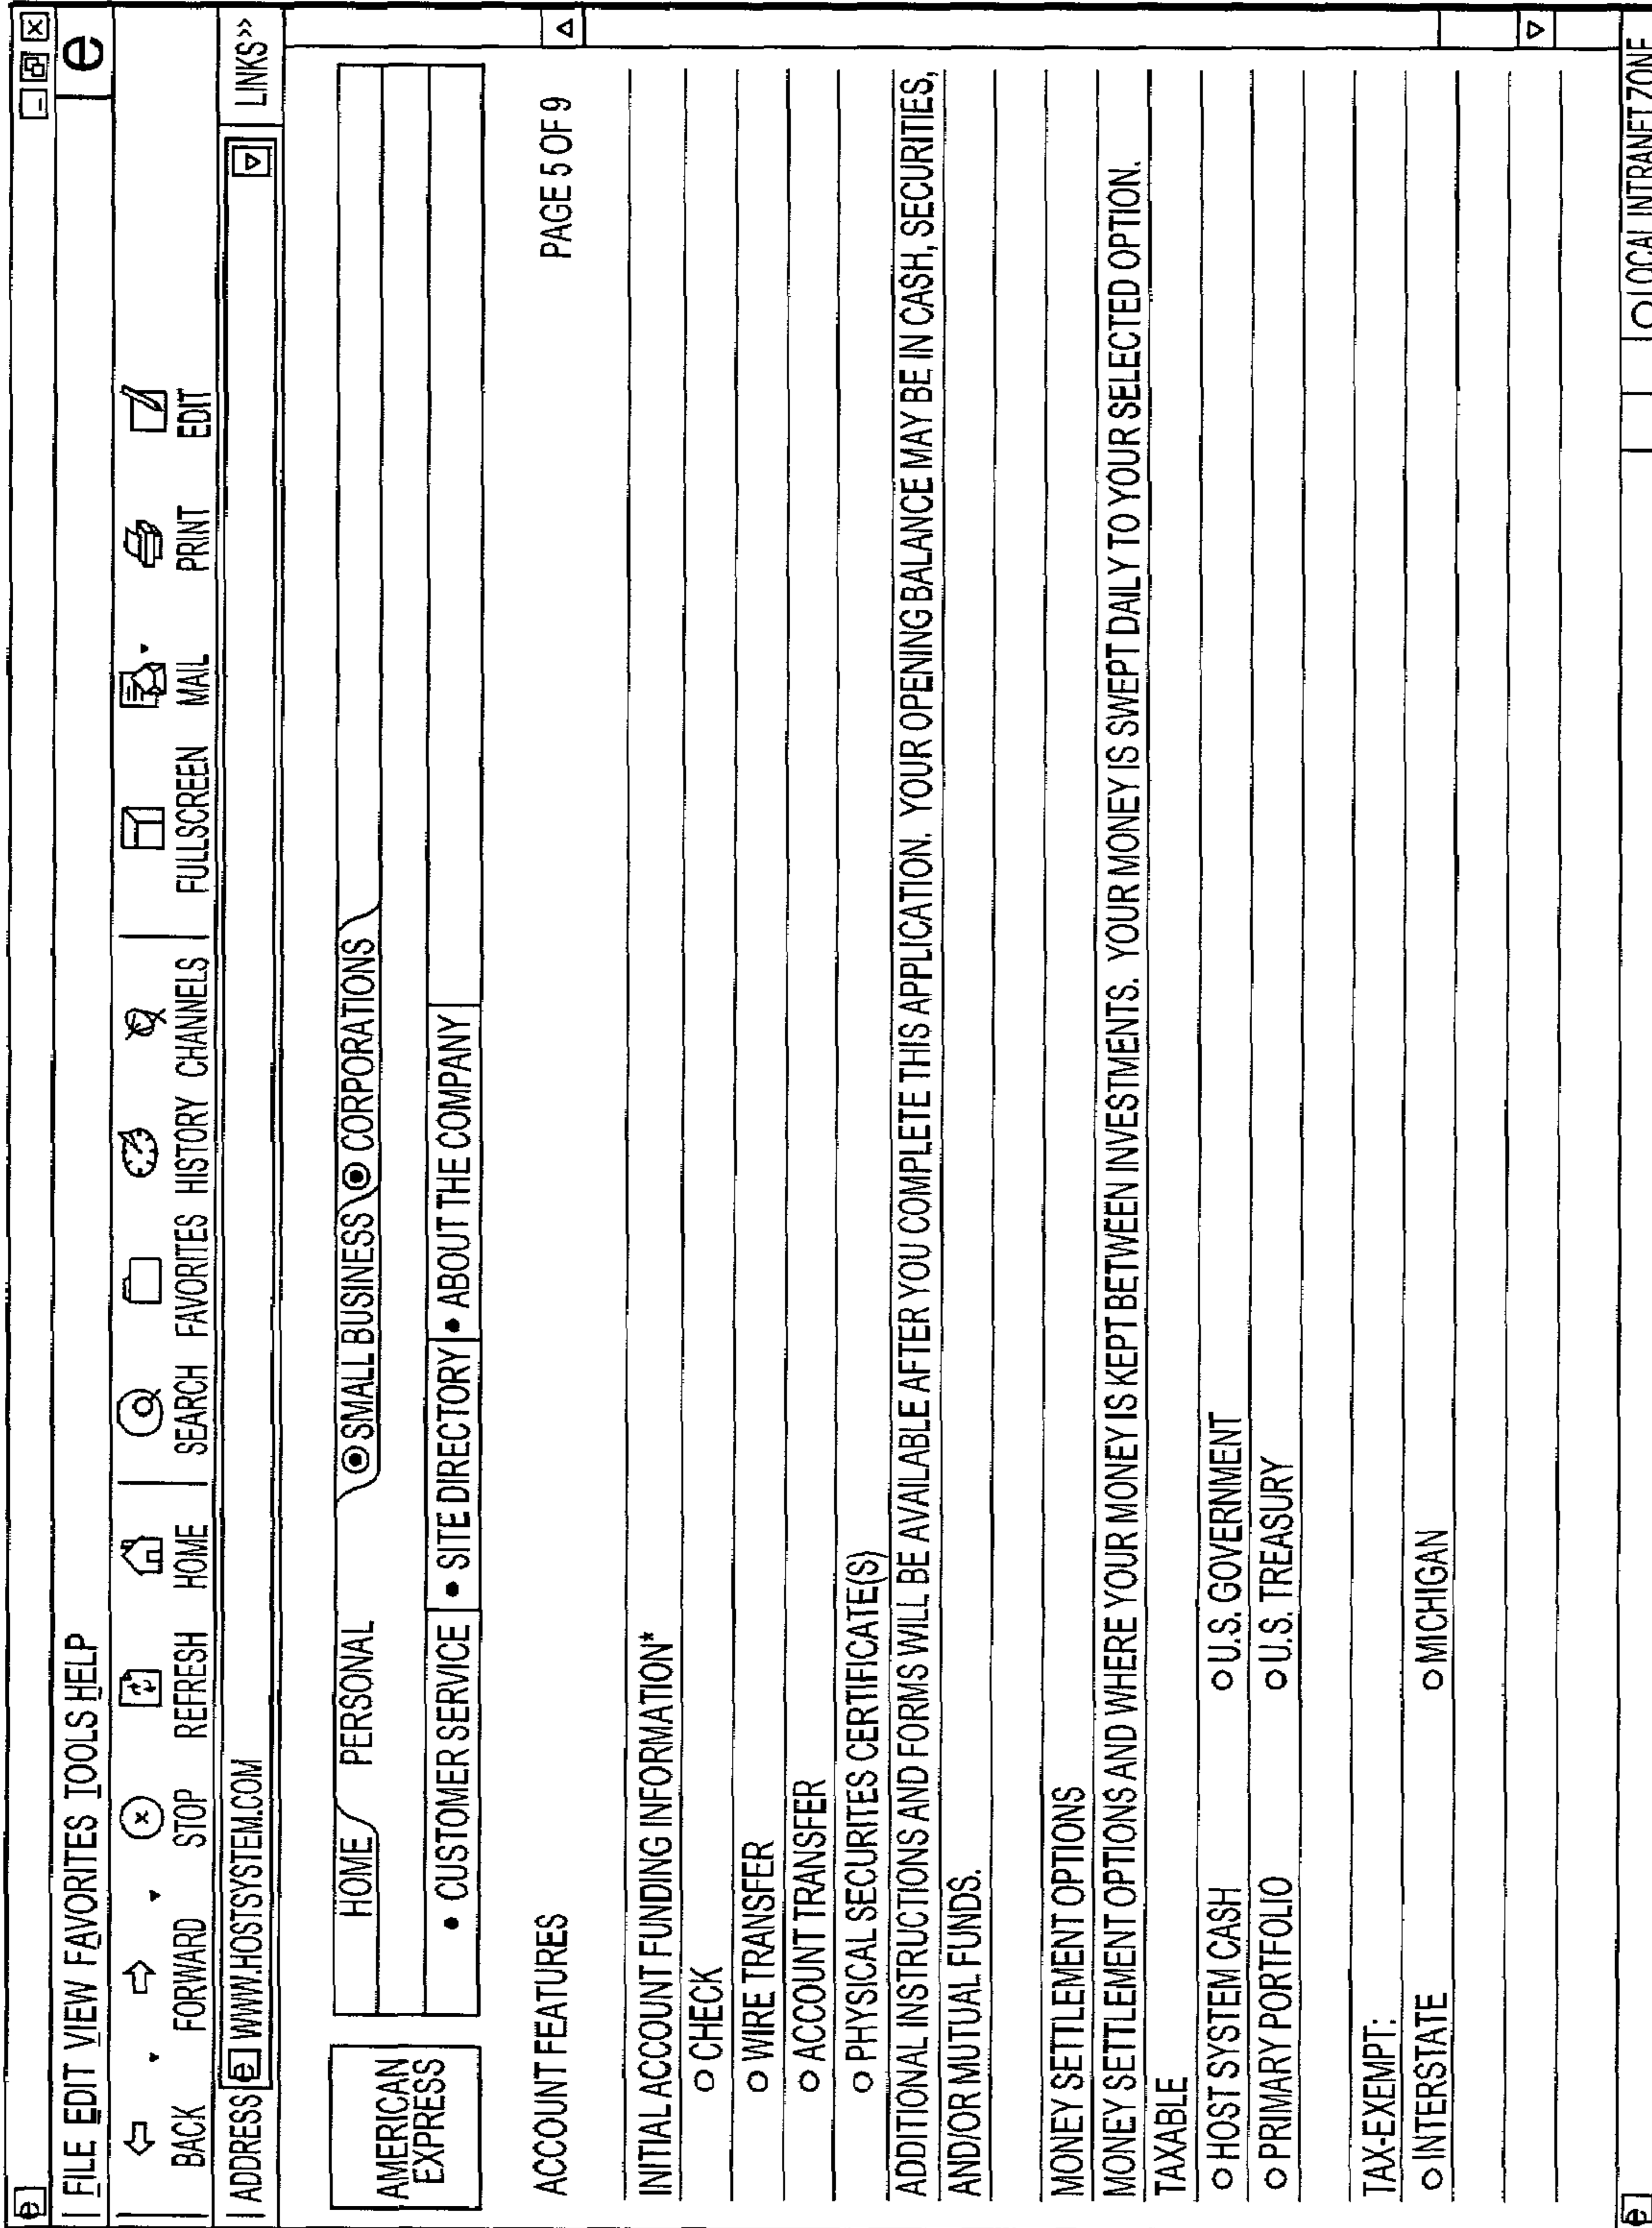 e
FILE EDIT VIEW FAVORITES TOOLS HELP
e
BACK FORWARD STOP REFRESH HOME SEARCH FAVORITES HISTORY CHANNELS FULLSCREEN MAIL PRINT EDIT
ADDRESS e WWW.HOSTSYSTEM.COM LINKS>>
AMERICAN
EXPRESS
HOME PERSONAL SMALL BUSINESS CORPORATIONS
• CUSTOMER SERVICE • SITE DIRECTORY • ABOUT THE COMPANY
ACCOUNT FEATURES PAGE 5 OF 9
INITIAL ACCOUNT FUNDING INFORMATION*
○ CHECK
○ WIRE TRANSFER
○ ACCOUNT TRANSFER
○ PHYSICAL SECURITES CERTIFICATE(S)
ADDITIONAL INSTRUCTIONS AND FORMS WILL BE AVAILABLE AFTER YOU COMPLETE THIS APPLICATION. YOUR OPENING BALANCE MAY BE IN CASH, SECURITIES,
AND/OR MUTUAL FUNDS.
MONEY SETTLEMENT OPTIONS
MONEY SETTLEMENT OPTIONS AND WHERE YOUR MONEY IS KEPT BETWEEN INVESTMENTS. YOUR MONEY IS SWEPT DAILY TO YOUR SELECTED OPTION.
TAXABLE
○ HOST SYSTEM CASH ○ U.S. GOVERNMENT
○ PRIMARY PORTFOLIO ○ U.S. TREASURY
TAX-EXEMPT:
○ INTERSTATE ○ MICHIGAN
e ○ LOCAL INTRANET ZONE